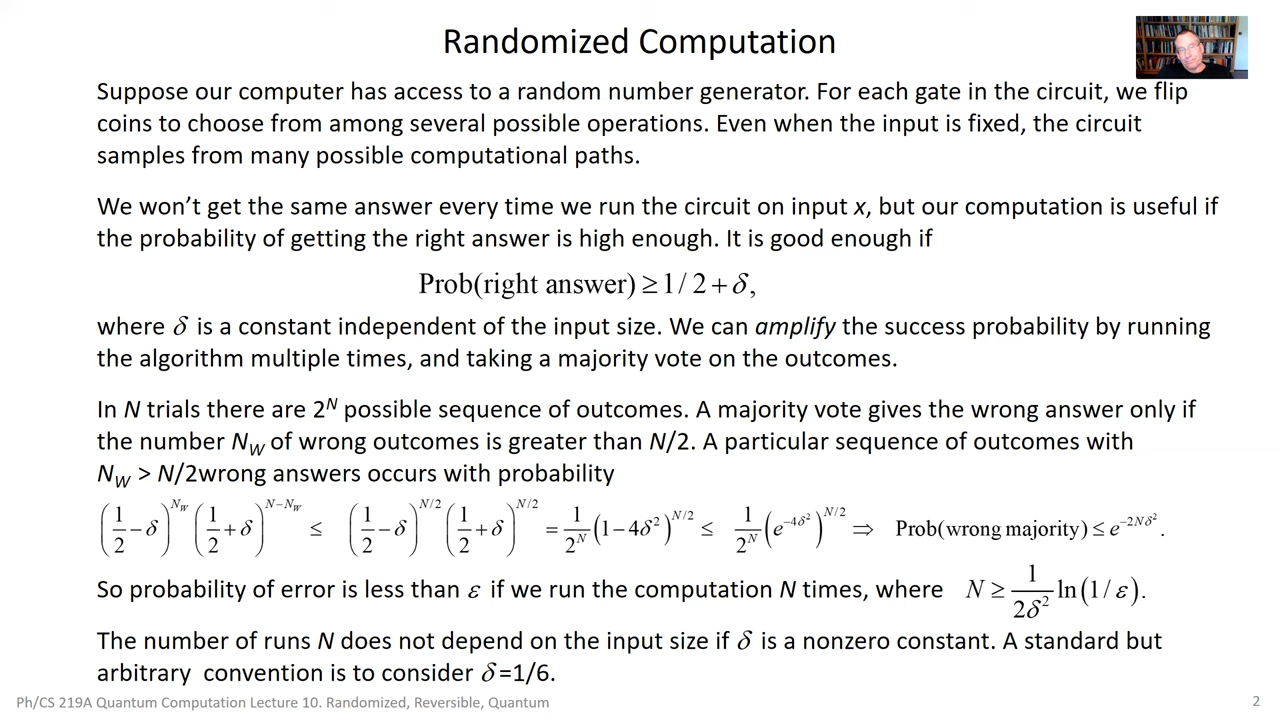 Randomized Computation
Suppose our computer has access to a random number generator. For each gate in the circuit, we flip
coins to choose from among several possible operations. Even when the input is fixed, the circuit
samples from many possible computational paths.
We won't get the same answer every time we run the circuit on input x, but our computation is useful if
the probability of getting the right answer is high enough. It is good enough if
Prob(right answer) ≥ 1/2 + δ,
where δ is a constant independent of the input size. We can amplify the success probability by running
the algorithm multiple times, and taking a majority vote on the outcomes.
In N trials there are 2^N possible sequence of outcomes. A majority vote gives the wrong answer only if
the number N_W of wrong outcomes is greater than N/2. A particular sequence of outcomes with
N_W > N/2wrong answers occurs with probability
(1/2 − δ)^{N_W} (1/2 + δ)^{N−N_W} ≤ (1/2 − δ)^{N/2} (1/2 + δ)^{N/2} = 1/2^N (1 − 4δ^2)^{N/2} ≤ 1/2^N (e^{−4δ^2})^{N/2} ⇒ Prob(wrong majority) ≤ e^{−2Nδ^2}.
So probability of error is less than ε if we run the computation N times, where N ≥ 1/(2δ^2) ln(1/ε).
The number of runs N does not depend on the input size if δ is a nonzero constant. A standard but
arbitrary convention is to consider δ=1/6.
Ph/CS 219A Quantum Computation Lecture 10. Randomized, Reversible, Quantum
2